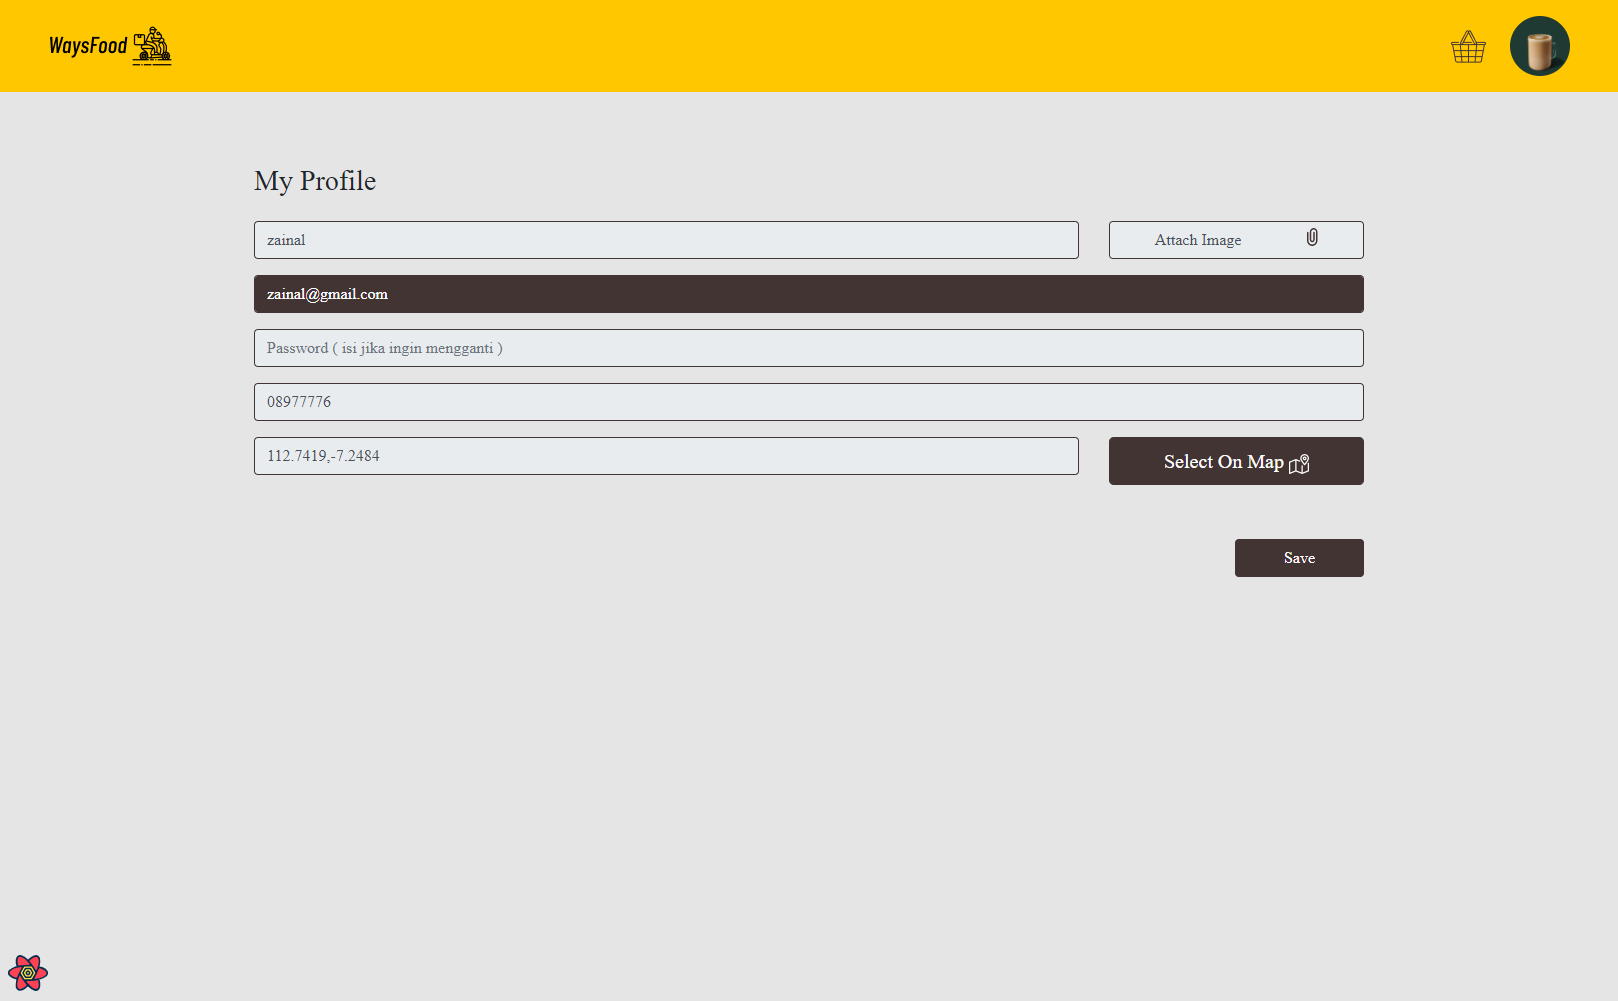 WaysFood
My Profile
zainal
Attach Image
zainal@gmail.com
Password ( isi jika ingin mengganti )
08977776
112.7419,-7.2484
Select On Map
Save